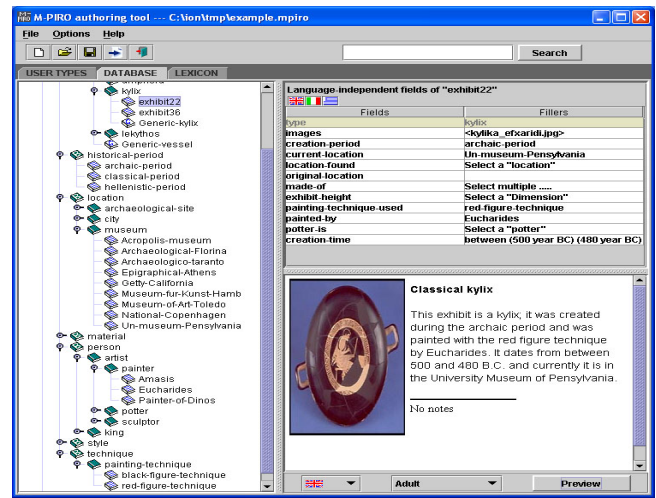 M-PIRO authoring tool --- C:\ion\tmp\example.mpiro
File Options Help
Search
USER TYPES DATABASE LEXICON
kylix
exhibit22
exhibit36
Generic-kylix
lekythos
Generic-vessel
historical-period
archaic-period
classical-period
hellenistic-period
location
archaeological-site
city
museum
Acropolis-museum
Archaeological-Florina
Archaeologico-taranto
Epigraphical-Athens
Getty-California
Museum-fur-Kunst-Hamb
Museum-of-Art-Toledo
National-Copenhagen
Un-museum-Pensylvania
material
person
artist
painter
Amasis
Eucharides
Painter-of-Dinos
potter
sculptor
king
style
technique
painting-technique
black-figure-technique
red-figure-technique
Language-independent fields of "exhibit22"
Fields Fillers
type kylix
images <kylika_efxaridi.jpg>
creation-period archaic-period
current-location Un-museum-Pensylvania
location-found Select a "location"
original-location
made-of Select multiple .....
exhibit-height Select a "Dimension"
painting-technique-used red-figure-technique
painted-by Eucharides
potter-is Select a "potter"
creation-time between (500 year BC) (480 year BC)
Classical kylix
This exhibit is a kylix; it was created
during the archaic period and was
painted with the red figure technique
by Eucharides. It dates from between
500 and 480 B.C. and currently it is in
the University Museum of Pensylvania.
No notes
Adult Preview